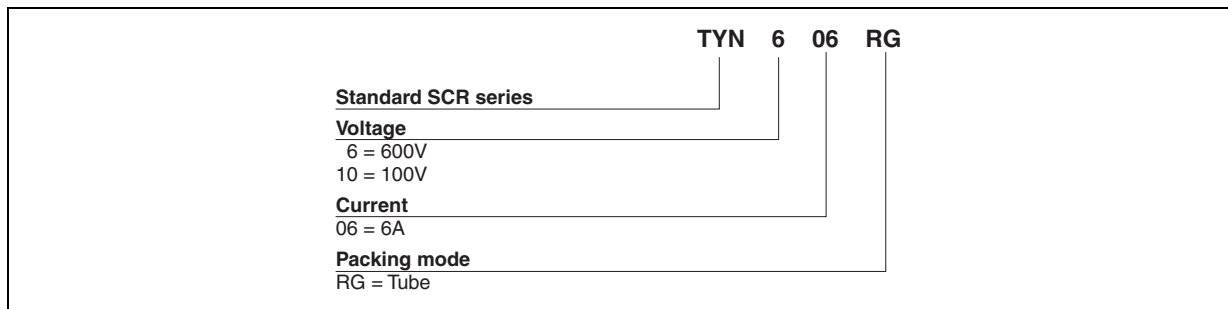 TYN 6 06 RG
Standard SCR series
Voltage
6 = 600V
10 = 100V
Current
06 = 6A
Packing mode
RG = Tube